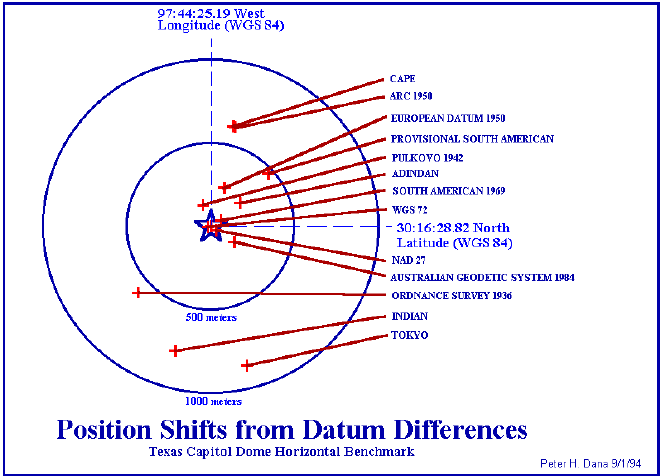 97:44:25.19 West
Longitude (WGS 84)
CAPE
ARC 1950
EUROPEAN DATUM 1950
PROVISIONAL SOUTH AMERICAN
PULKOVO 1942
ADINDAN
SOUTH AMERICAN 1969
WGS 72
30:16:28.82 North
Latitude (WGS 84)
NAD 27
AUSTRALIAN GEODETIC SYSTEM 1984
ORDNANCE SURVEY 1936
500 meters
INDIAN
TOKYO
1000 meters
Position Shifts from Datum Differences
Texas Capitol Dome Horizontal Benchmark
Peter H. Dana 9/1/94